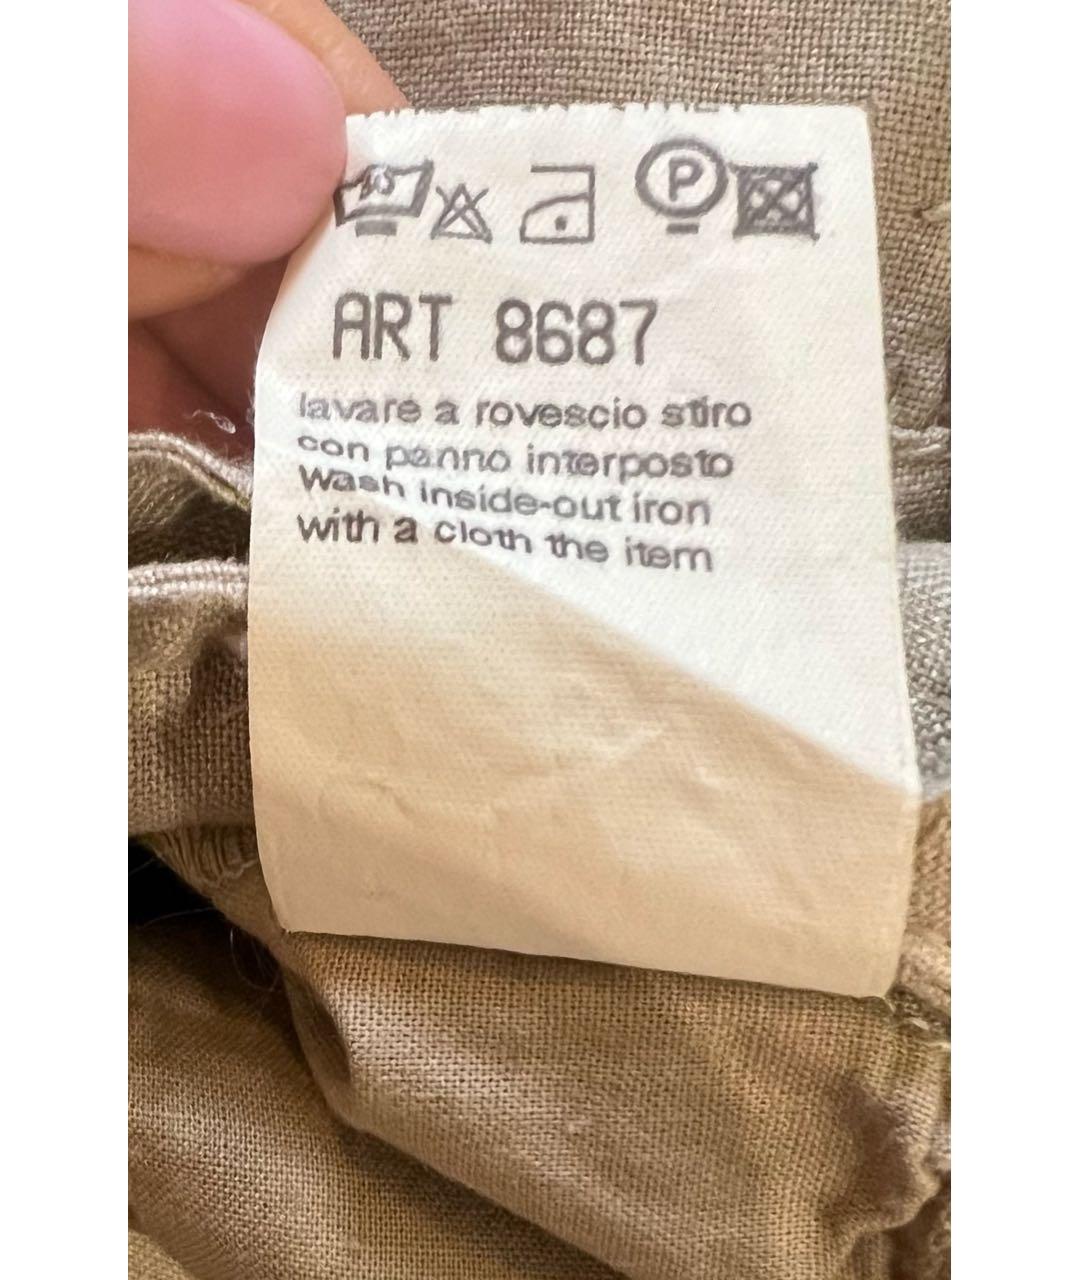 P
ART 8687
lavare a rovescio stiro
con panno interposto
Wash inside-out iron
with a cloth the item